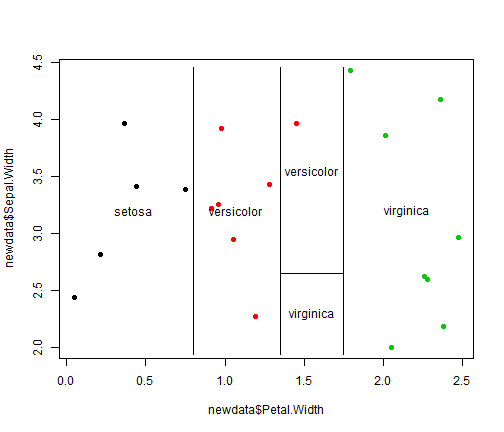 newdata$Sepal.Width
4.5
4.0
3.5
3.0
2.5
2.0
versicolor
setosa
versicolor
virginica
virginica
0.0 0.5 1.0 1.5 2.0 2.5
newdata$Petal.Width